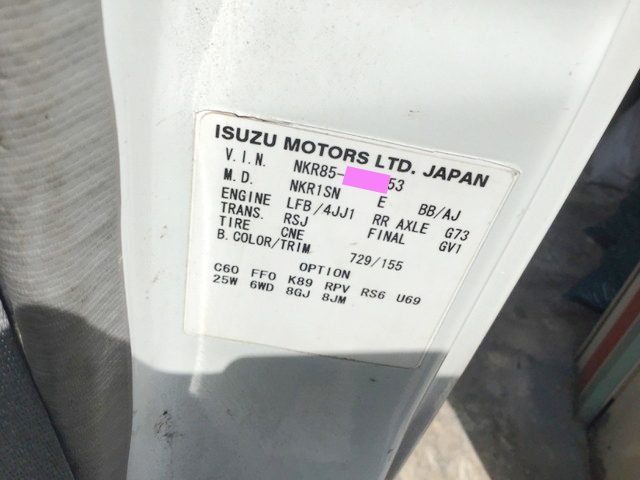 ISUZU MOTORS LTD. JAPAN
V.I.N. NKR85- 53
M.D. NKR1SN E BB/AJ
ENGINE LFB/4JJ1 RR AXLE G73
TRANS. RSJ FINAL GV1
TIRE CNE
B.COLOR/TRIM 729/155
OPTION
C60 FF0 K89 RPV RS6 U69
25W 6WD 8GJ 8JM